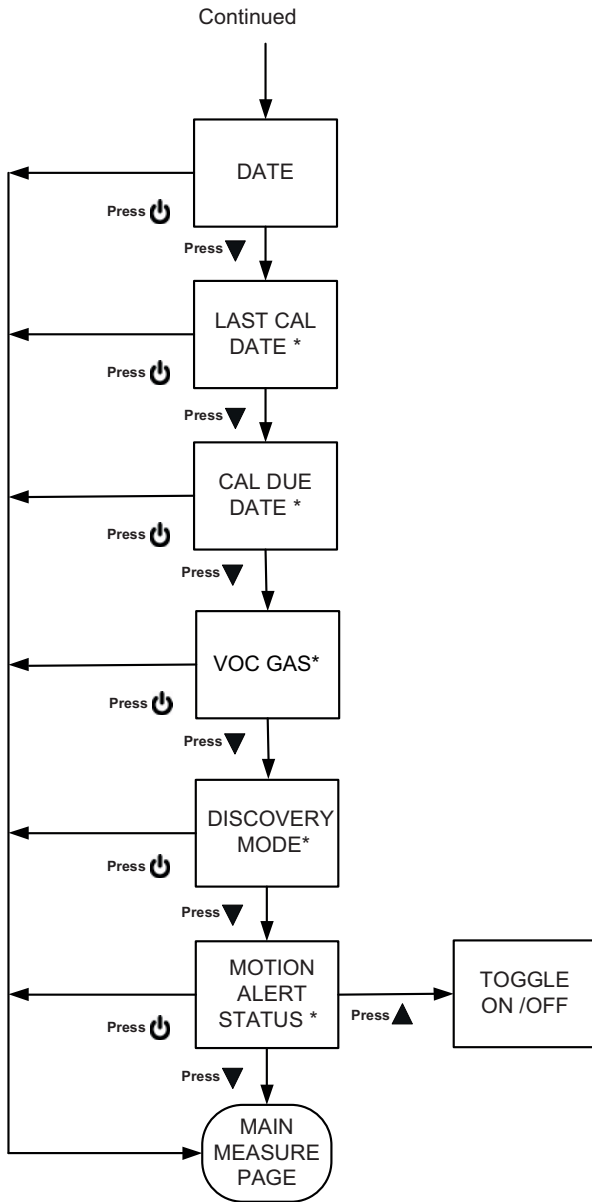 Continued
DATE
Press
Press
LAST CAL
DATE *
Press
Press
CAL DUE
DATE *
Press
Press
VOC GAS*
Press
Press
DISCOVERY
MODE*
Press
Press
MOTION
ALERT
STATUS *
Press
Press
TOGGLE
ON /OFF
Press
MAIN
MEASURE
PAGE